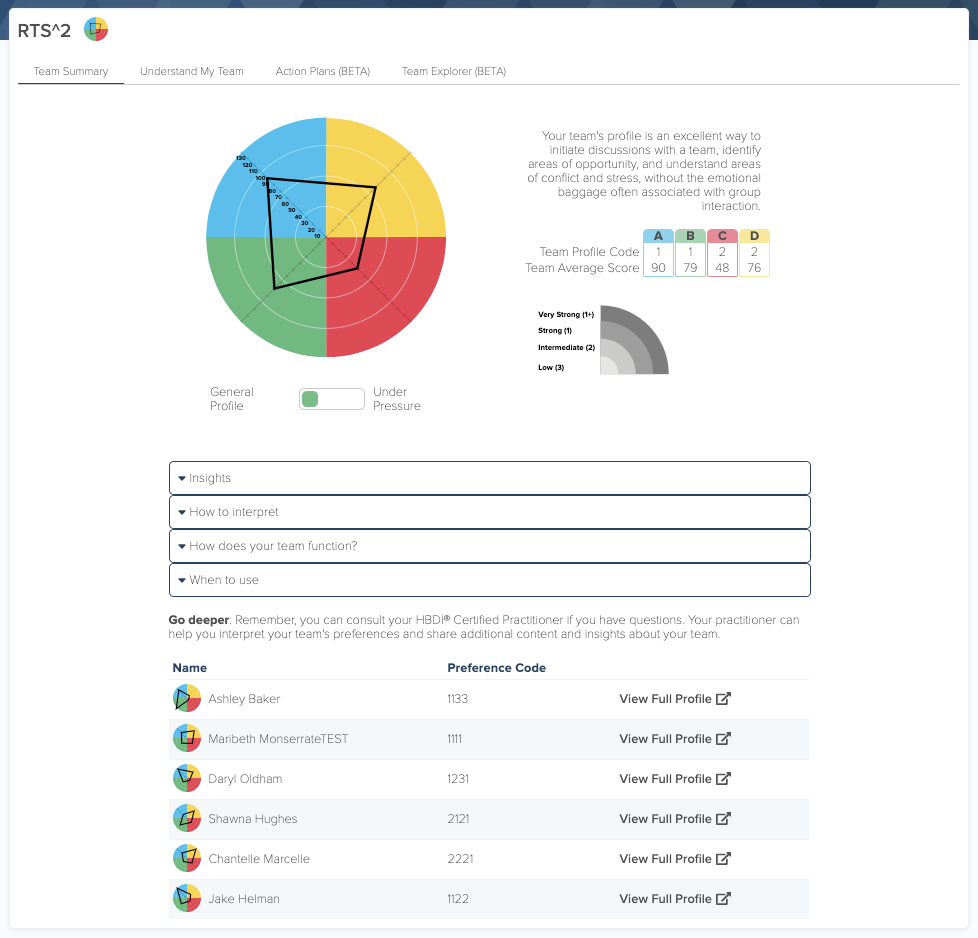 RTS^2
Team Summary Understand My Team Action Plans (BETA) Team Explorer (BETA)
130
120
110
100
90
80
70
60
50
40
30
20
10
Your team's profile is an excellent way to
initiate discussions with a team, identify
areas of opportunity, and understand areas
of conflict and stress, without the emotional
baggage often associated with group
interaction.
A B C D
Team Profile Code 1 1 2 2
Team Average Score 90 79 48 76
Very Strong (1+)
Strong (1)
Intermediate (2)
Low (3)
General
Profile
Under
Pressure
Insights
How to interpret
How does your team function?
When to use
Go deeper: Remember, you can consult your HBDI® Certified Practitioner if you have questions. Your practitioner can
help you interpret your team's preferences and share additional content and insights about your team.
Name Preference Code
Ashley Baker 1133 View Full Profile
Maribeth MonserrateTEST 1111 View Full Profile
Daryl Oldham 1231 View Full Profile
Shawna Hughes 2121 View Full Profile
Chantelle Marcelle 2221 View Full Profile
Jake Helman 1122 View Full Profile